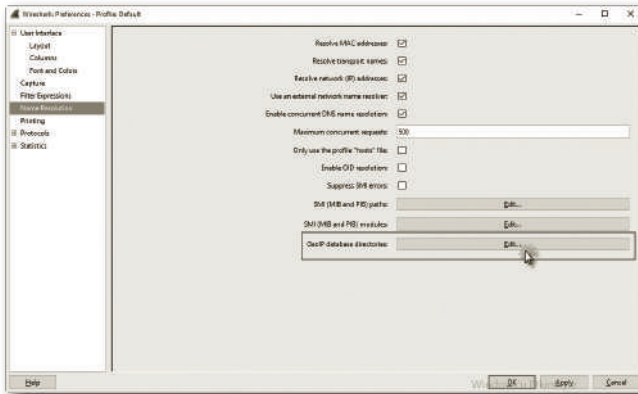 Wireshark: Preferences - Profile: Default
User Interface
Layout
Columns
Font and Colors
Capture
Filter Expressions
Name Resolution
Printing
Protocols
Statistics
Resolve MAC addresses:
Resolve transport names:
Resolve network (IP) addresses:
Use an external network name resolver:
Enable concurrent DNS name resolution:
Maximum concurrent requests: 500
Only use the profile "hosts" file:
Enable OID resolution:
Suppress SMI errors:
SMI (MIB and PIB) paths: Edit...
SMI (MIB and PIB) modules: Edit...
GeoIP database directories: Edit...
Help
OK Apply Cancel